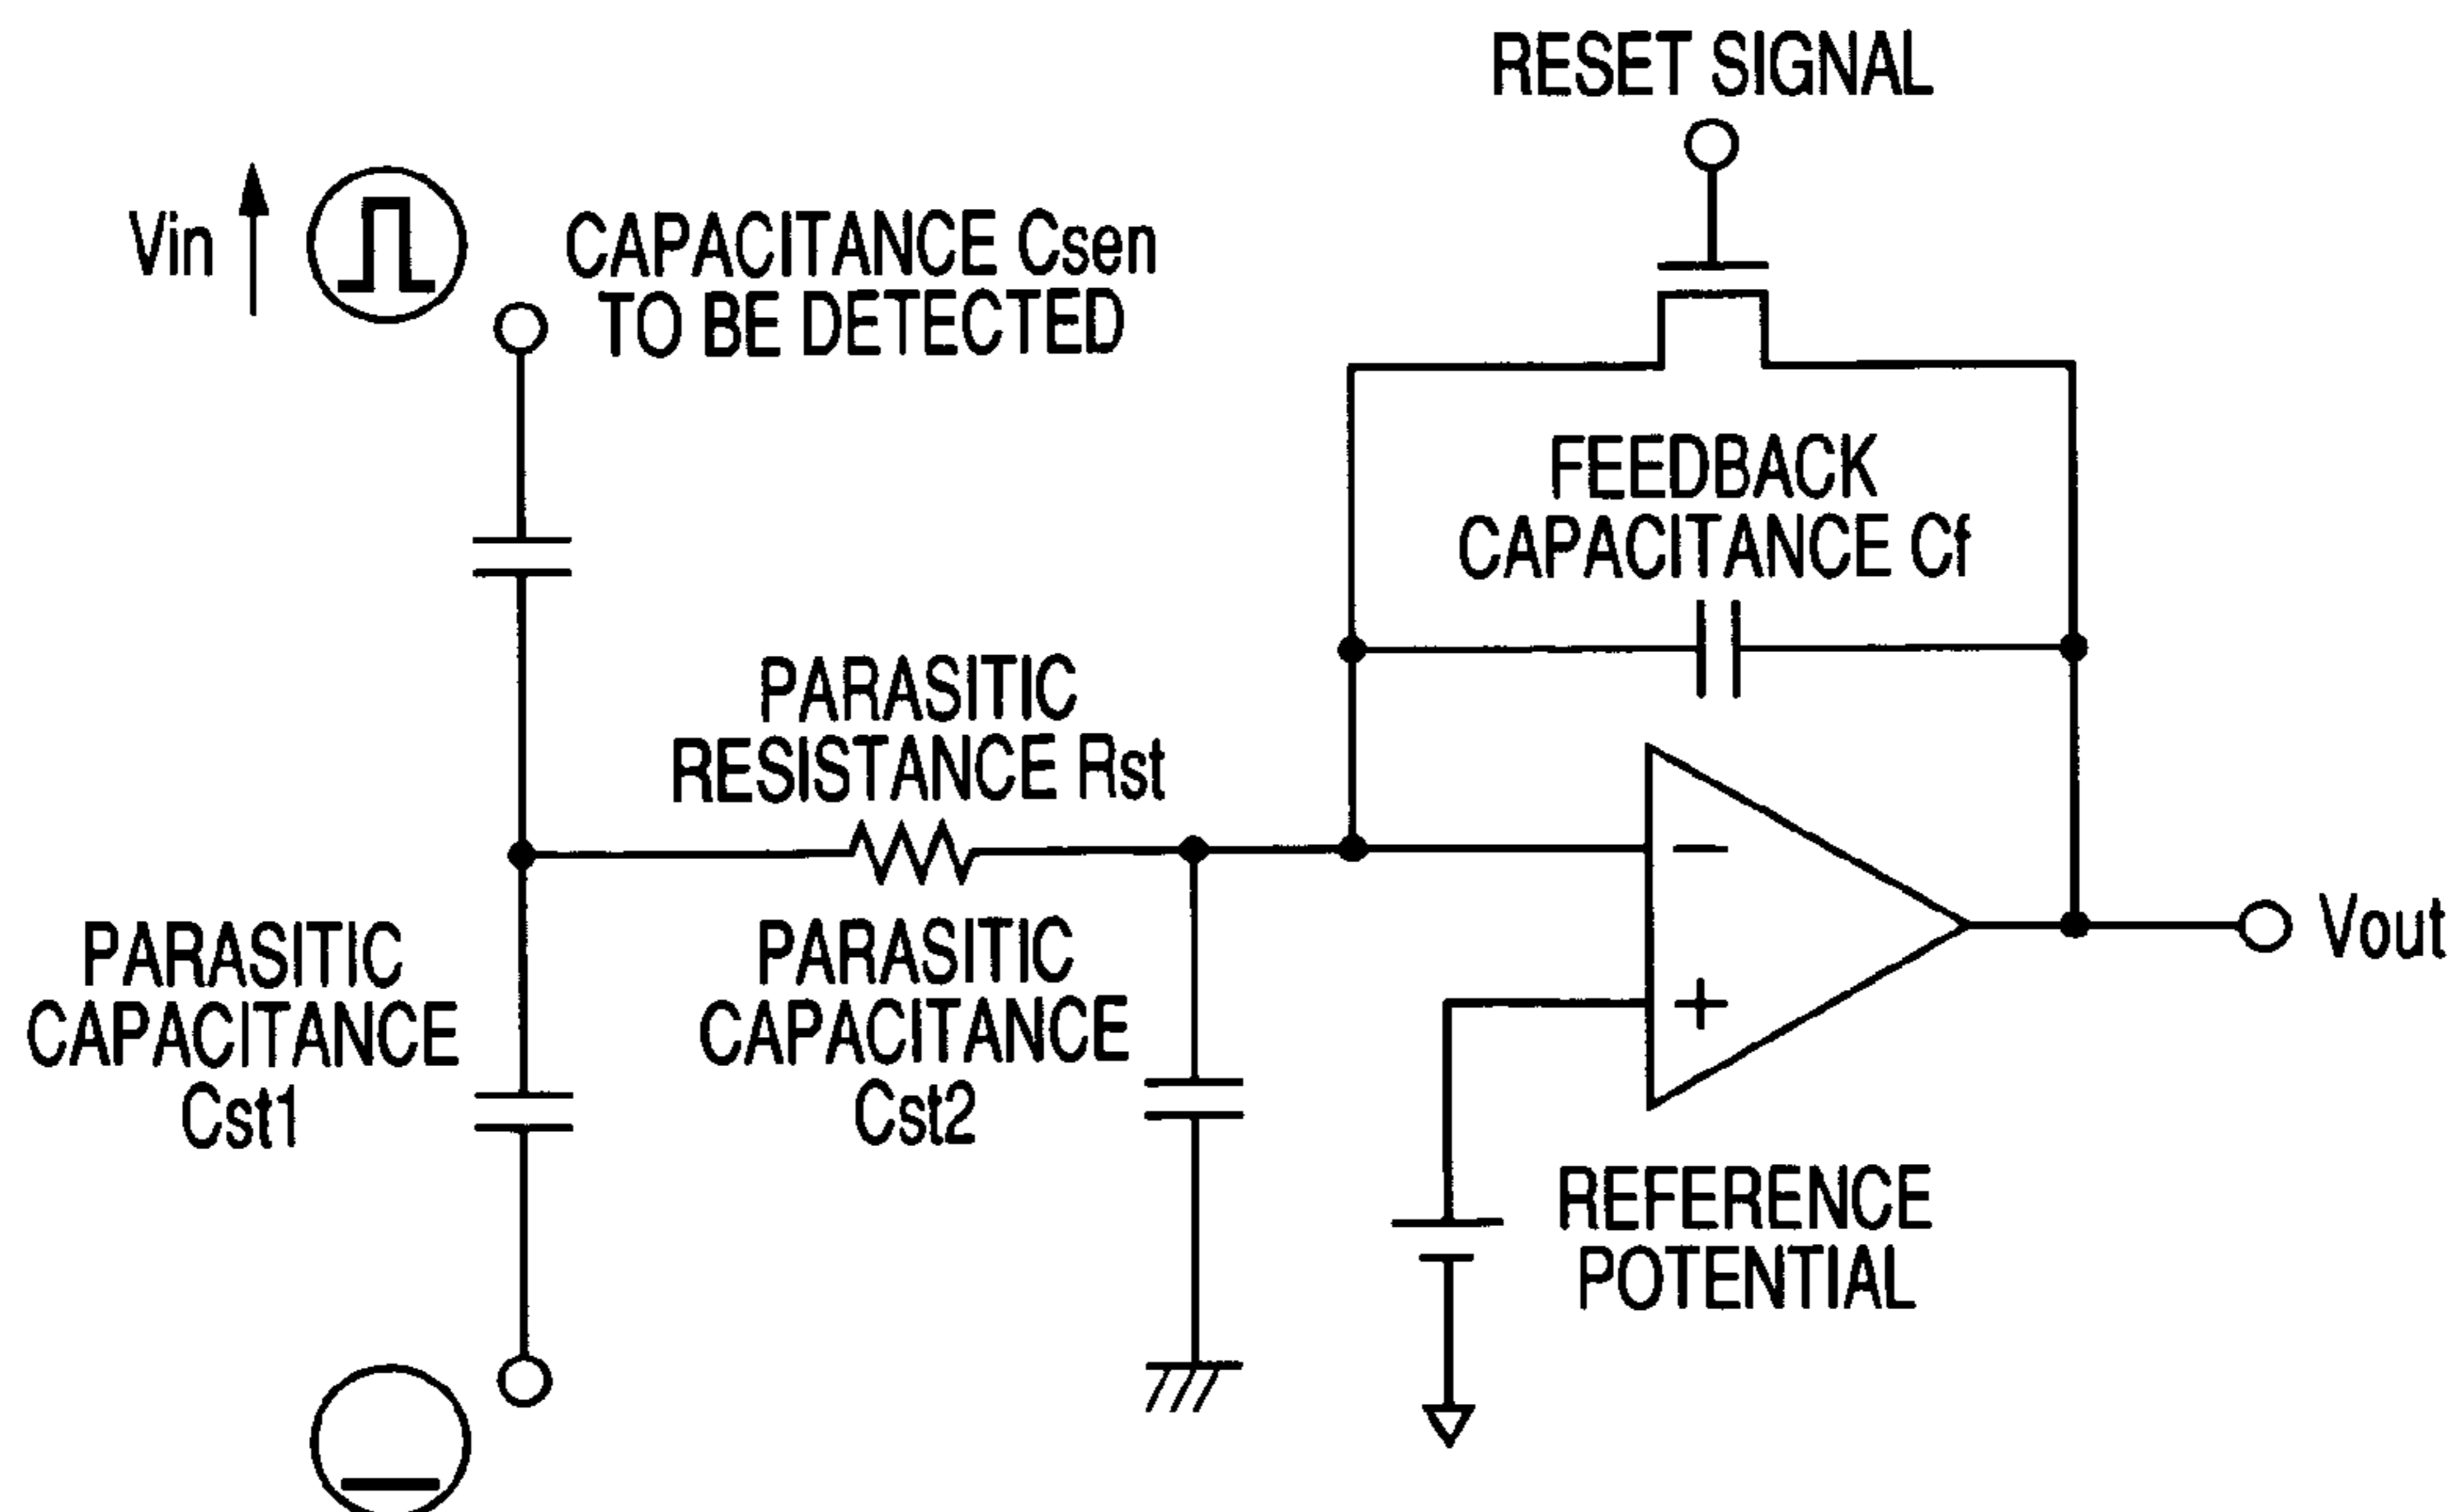 RESET SIGNAL
Vin
CAPACITANCE Csen
TO BE DETECTED
FEEDBACK
CAPACITANCE Cf
PARASITIC
RESISTANCE Rst
PARASITIC
CAPACITANCE
Cst1
PARASITIC
CAPACITANCE
Cst2
−
+
Vout
REFERENCE
POTENTIAL